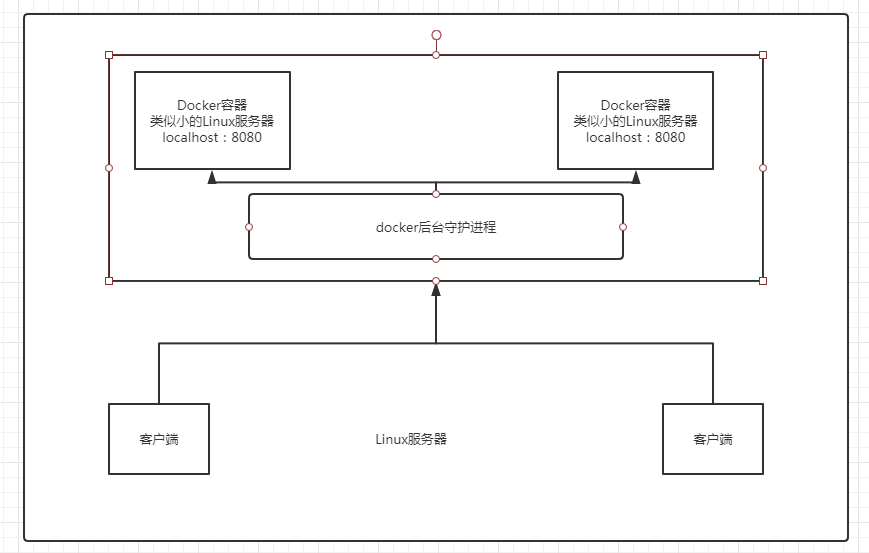 Docker容器
类似小的Linux服务器
localhost：8080
Docker容器
类似小的Linux服务器
localhost：8080
docker后台守护进程
客户端
Linux服务器
客户端